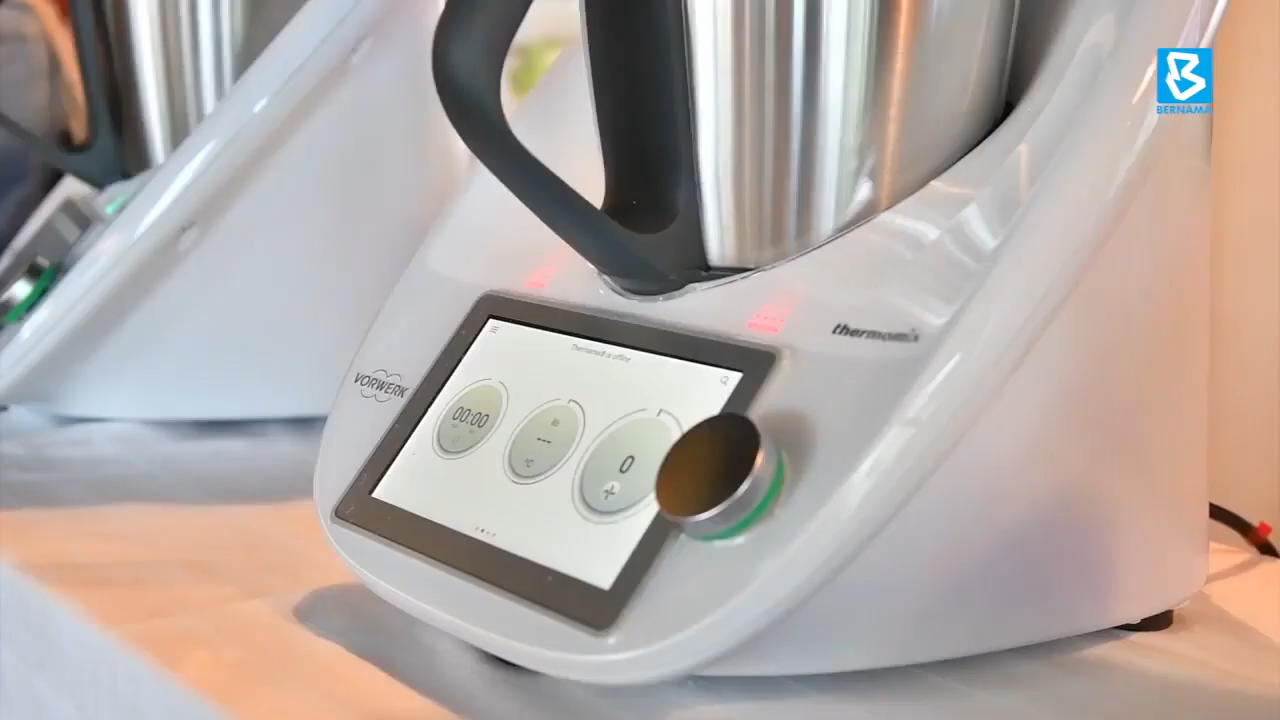 BERNAMA
thermomix
VORWERK
Thermomix is offline
00:00
---
°C
0